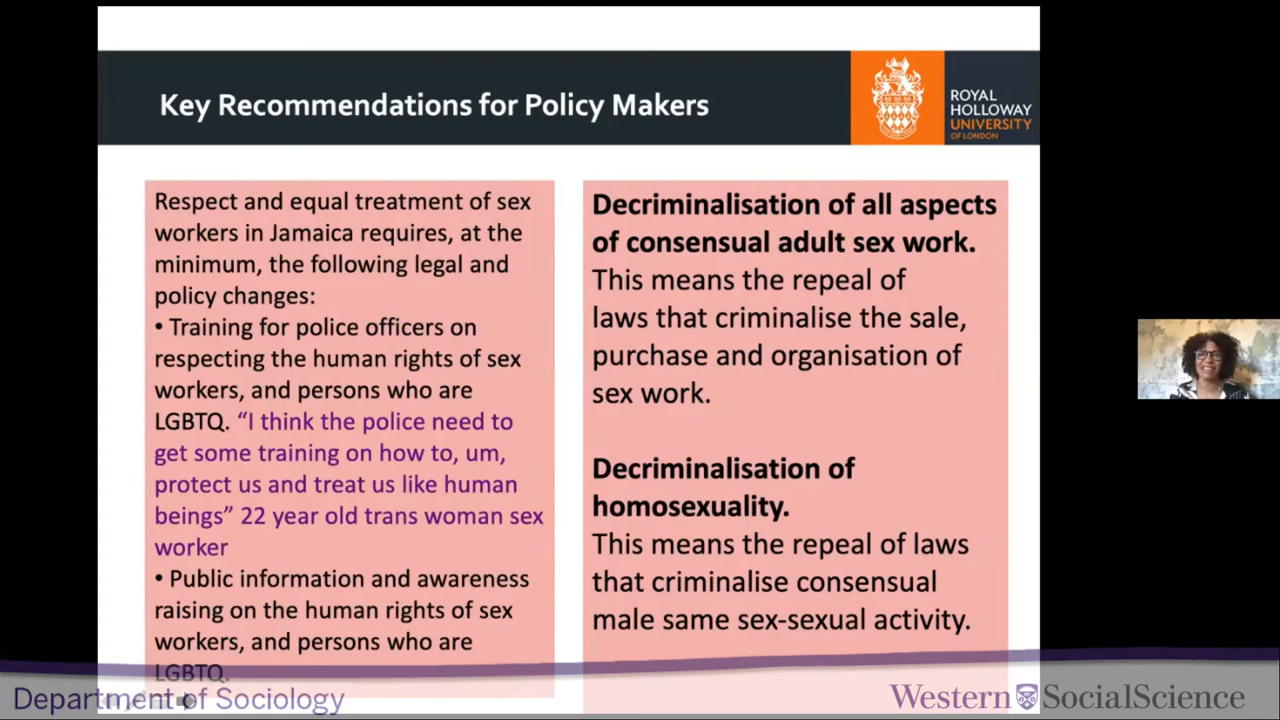 Key Recommendations for Policy Makers
ROYAL
HOLLOWAY
UNIVERSITY
OF LONDON
Respect and equal treatment of sex
workers in Jamaica requires, at the
minimum, the following legal and
policy changes:
• Training for police officers on
respecting the human rights of sex
workers, and persons who are
LGBTQ. “I think the police need to
get some training on how to, um,
protect us and treat us like human
beings” 22 year old trans woman sex
worker
• Public information and awareness
raising on the human rights of sex
workers, and persons who are
LGBTQ.
Decriminalisation of all aspects
of consensual adult sex work.
This means the repeal of
laws that criminalise the sale,
purchase and organisation of
sex work.
Decriminalisation of
homosexuality.
This means the repeal of laws
that criminalise consensual
male same sex-sexual activity.
Department of Sociology
Western SocialScience